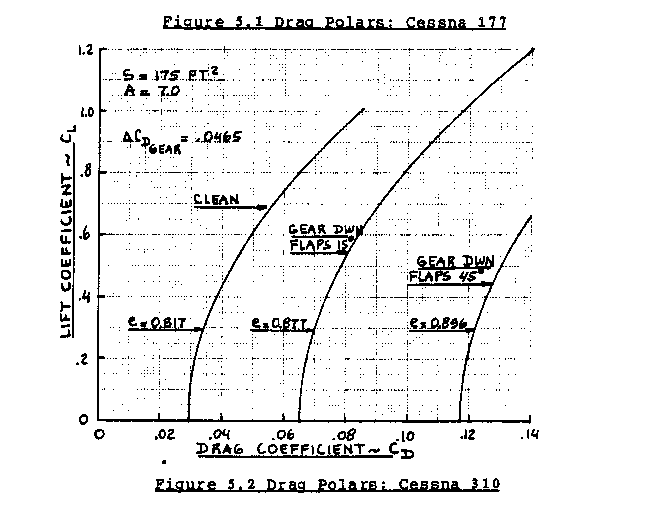 Figure 5.1 Drag Polars: Cessna 177
1.2
S = 175 FT²
A = 7.0
1.0
ΔC_D_GEAR = .0465
.8
CLEAN
.6
GEAR DWN
FLAPS 15°
GEAR DWN
FLAPS 45°
.4
e=0.817
e=0.877
e=0.896
.2
0
LIFT COEFFICIENT ~ C_L
0 .02 .04 .06 .08 .10 .12 .14
DRAG COEFFICIENT ~ C_D
Figure 5.2 Drag Polars: Cessna 310